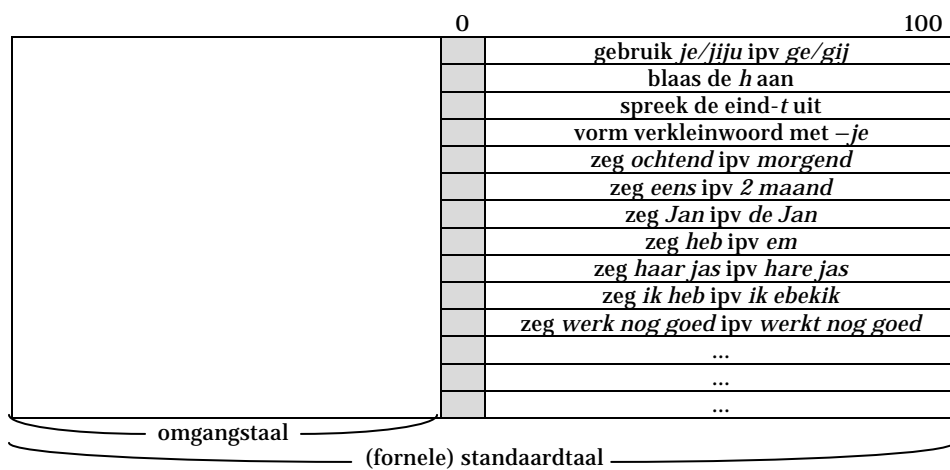 0 100
gebruik je/jiju ipv ge/gij
blaas de h aan
spreek de eind-t uit
vorm verkleinwoord met –je
zeg ochtend ipv morgend
zeg eens ipv 2 maand
zeg Jan ipv de Jan
zeg heb ipv em
zeg haar jas ipv hare jas
zeg ik heb ipv ik ebekik
zeg werk nog goed ipv werkt nog goed
...
...
...
omgangstaal
(fornele) standaardtaal